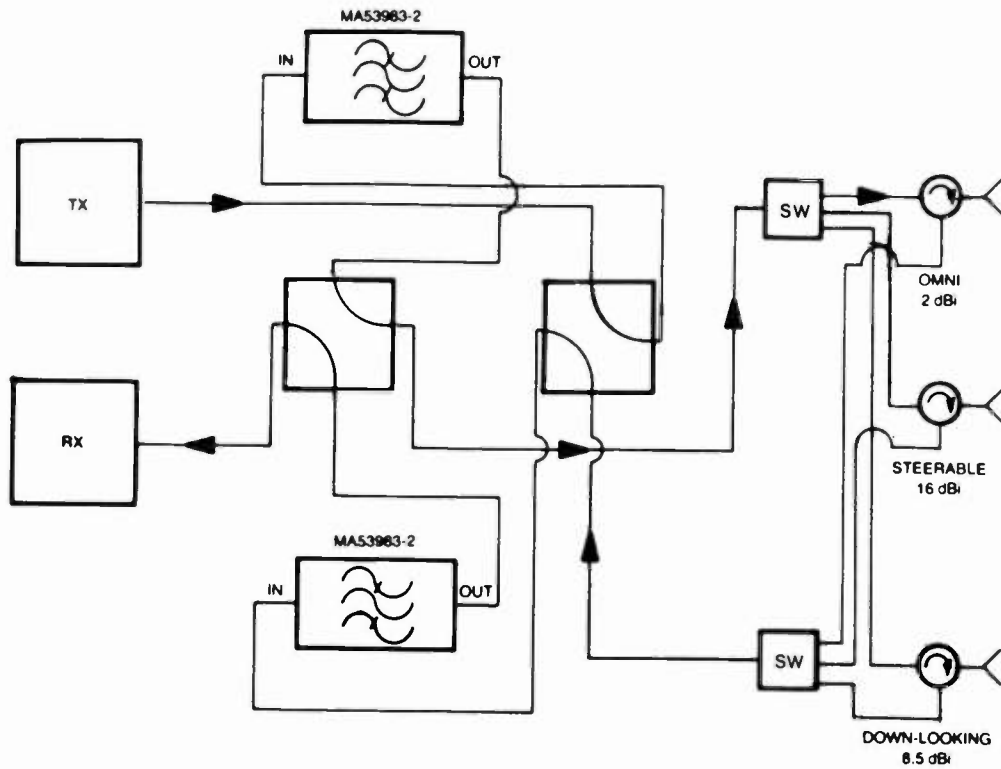 MA53983-2
IN
OUT
TX
SW
OMNI
2 dBi
RX
STEERABLE
16 dBi
MA53983-2
IN
OUT
SW
DOWN-LOOKING
6.5 dBi